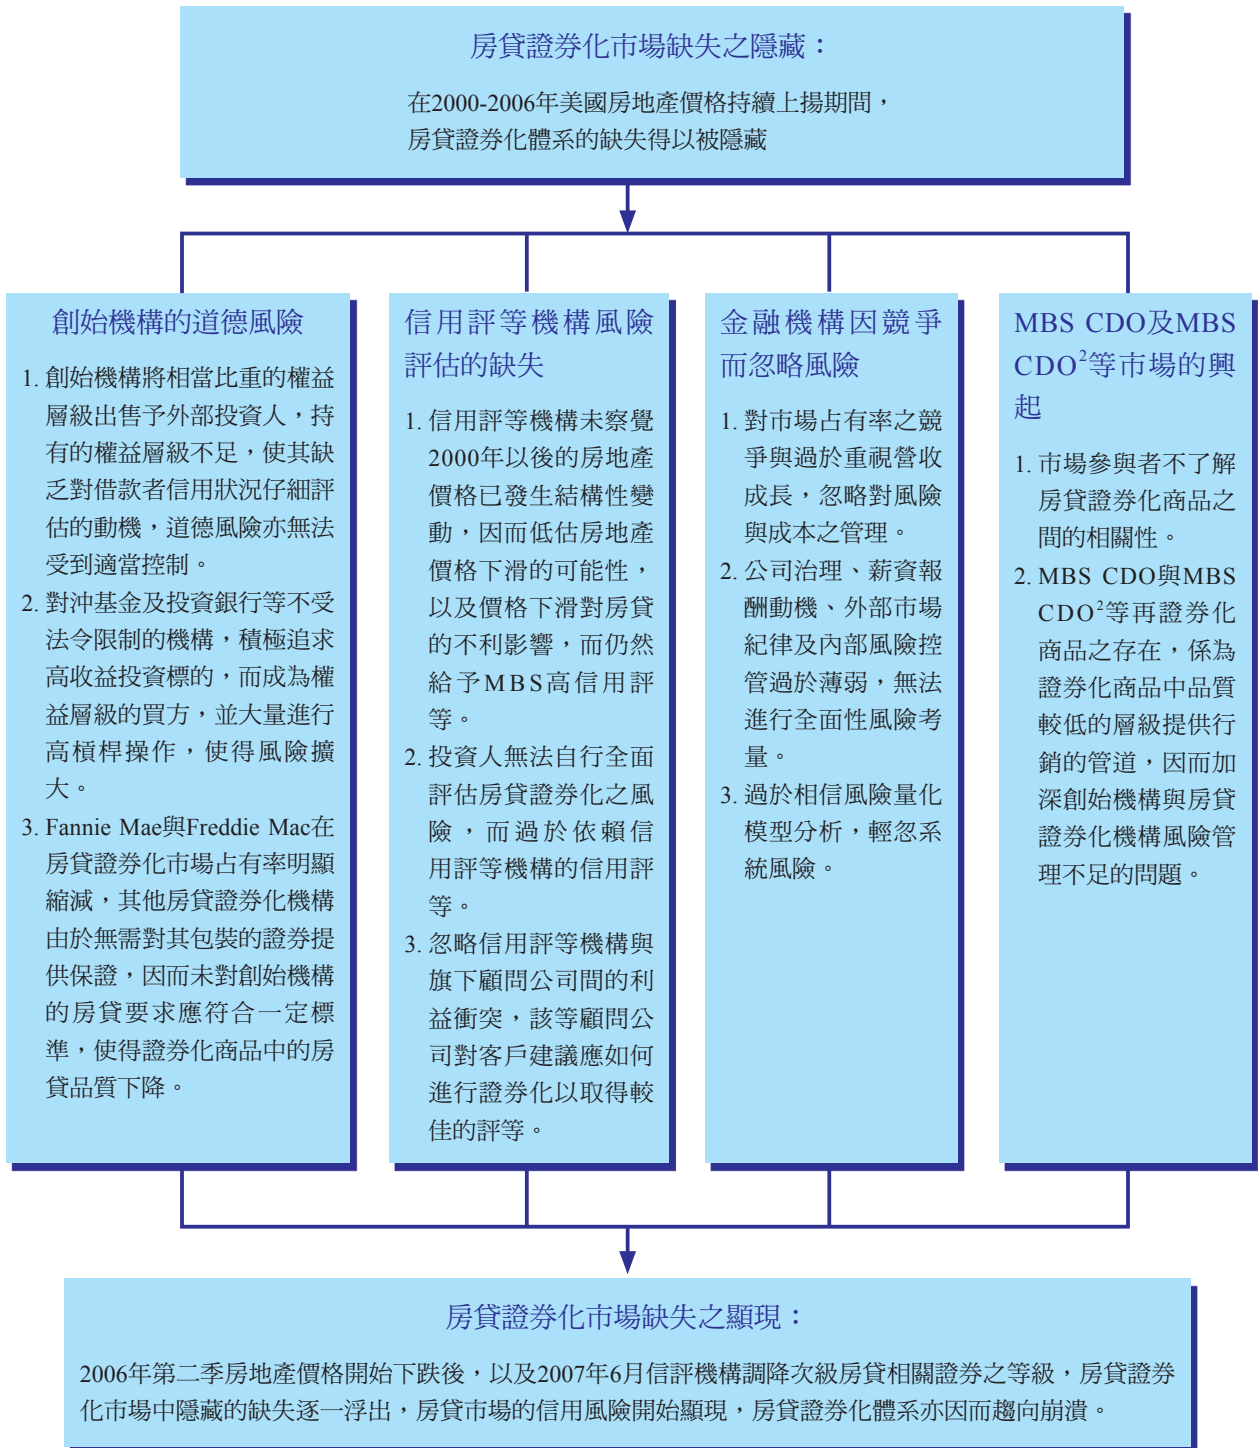 房貸證券化市場缺失之隱藏：
在2000-2006年美國房地產價格持續上揚期間，
房貸證券化體系的缺失得以被隱藏
創始機構的道德風險
1. 創始機構將相當比重的權益
層級出售予外部投資人，持
有的權益層級不足，使其缺
乏對借款者信用狀況仔細評
估的動機，道德風險亦無法
受到適當控制。
2. 對沖基金及投資銀行等不受
法令限制的機構，積極追求
高收益投資標的，而成為權
益層級的買方，並大量進行
高槓桿操作，使得風險擴
大。
3. Fannie Mae與Freddie Mac在
房貸證券化市場占有率明顯
縮減，其他房貸證券化機構
由於無需對其包裝的證券提
供保證，因而未對創始機構
的房貸要求應符合一定標
準，使得證券化商品中的房
貸品質下降。
信用評等機構風險
評估的缺失
1. 信用評等機構未察覺
2000年以後的房地產
價格已發生結構性變
動，因而低估房地產
價格下滑的可能性，
以及價格下滑對房貸
的不利影響，而仍然
給予MBS高信用評
等。
2. 投資人無法自行全面
評估房貸證券化之風
險，而過於依賴信
用評等機構的信用評
等。
3. 忽略信用評等機構與
旗下顧問公司間的利
益衝突，該等顧問公
司對客戶建議應如何
進行證券化以取得較
佳的評等。
金融機構因競爭
而忽略風險
1. 對市場占有率之競
爭與過於重視營收
成長，忽略對風險
與成本之管理。
2. 公司治理、薪資報
酬動機、外部市場
紀律及內部風險控
管過於薄弱，無法
進行全面性風險考
量。
3. 過於相信風險量化
模型分析，輕忽系
統風險。
MBS CDO及MBS
CDO²等市場的興
起
1. 市場參與者不了解
房貸證券化商品之
間的相關性。
2. MBS CDO與MBS
CDO²等再證券化
商品之存在，係為
證券化商品中品質
較低的層級提供行
銷的管道，因而加
深創始機構與房貸
證券化機構風險管
理不足的問題。
房貸證券化市場缺失之顯現：
2006年第二季房地產價格開始下跌後，以及2007年6月信評機構調降次級房貸相關證券之等級，房貸證券
化市場中隱藏的缺失逐一浮出，房貸市場的信用風險開始顯現，房貸證券化體系亦因而趨向崩潰。